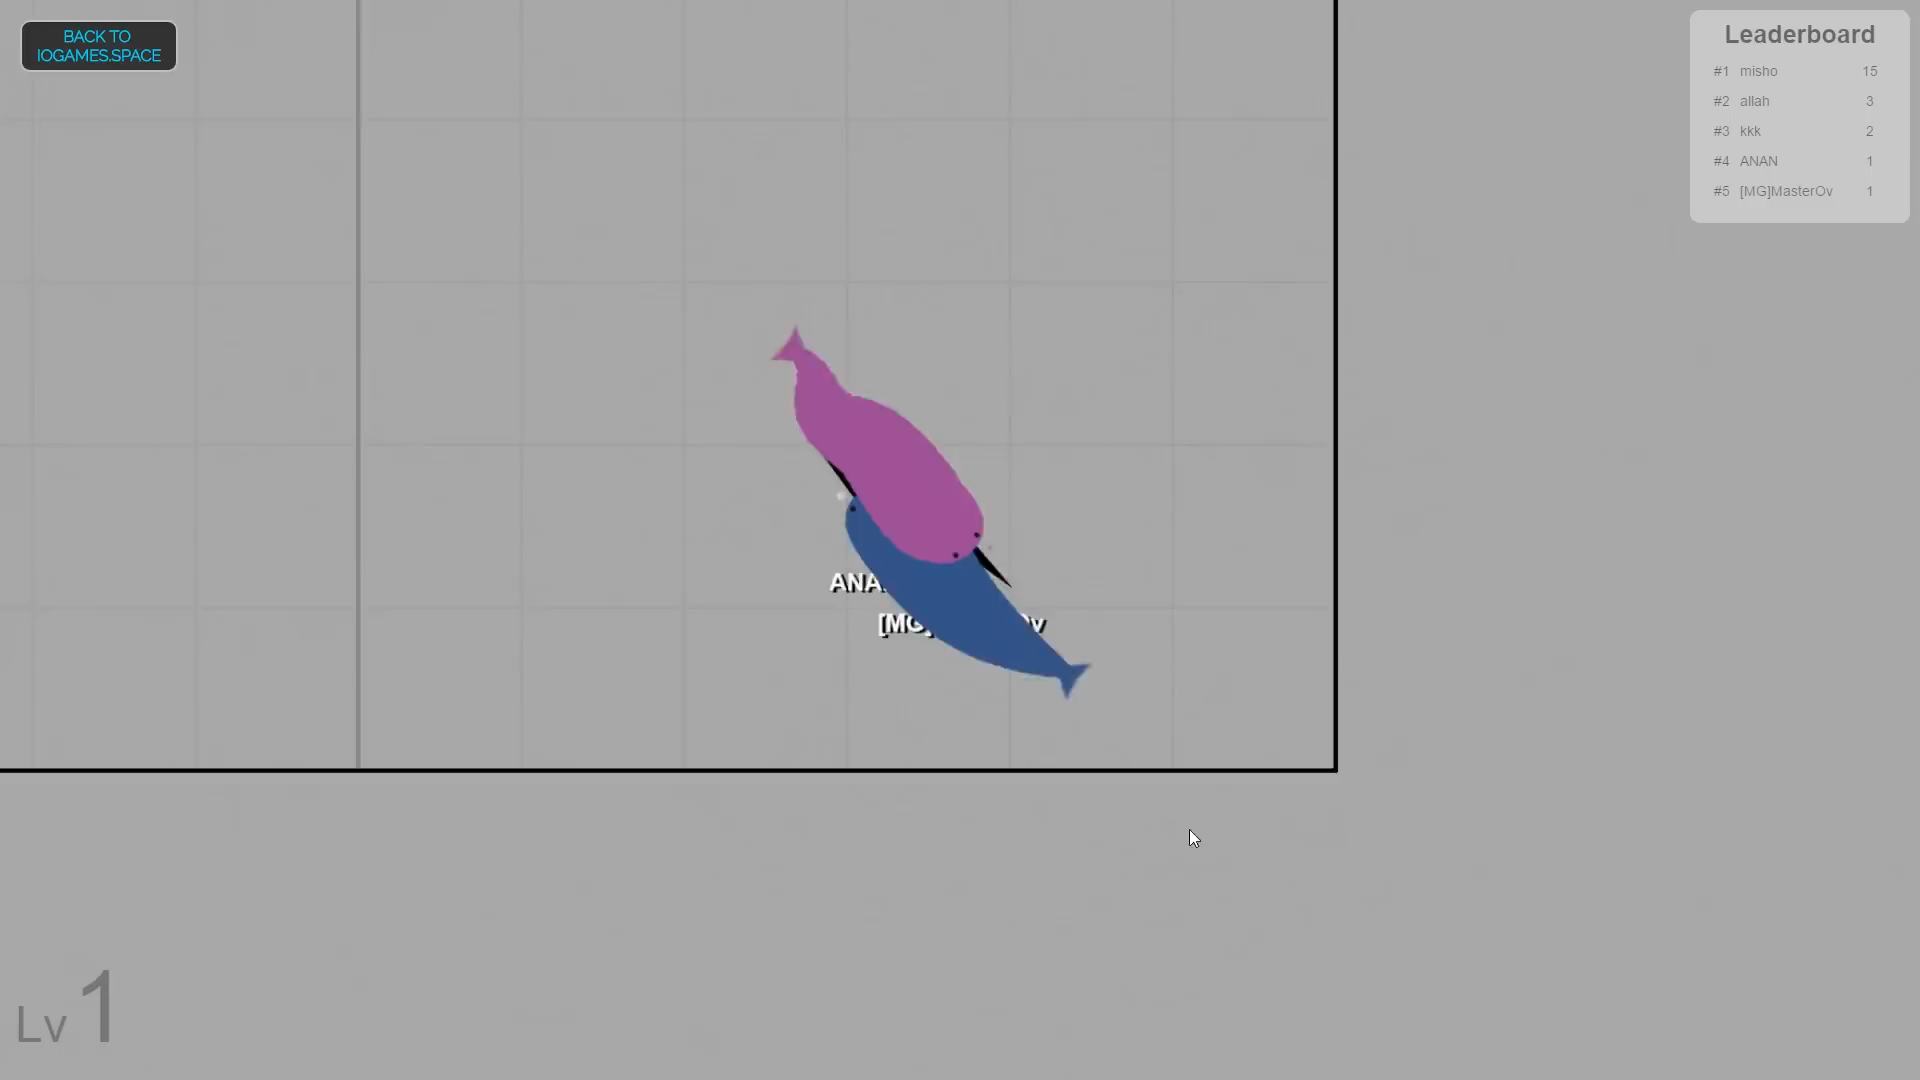 BACK TO
IOGAMES.SPACE
Leaderboard
#1 misho 15
#2 allah 3
#3 kkk 2
#4 ANAN 1
#5 [MG]MasterOv 1
Lv 1